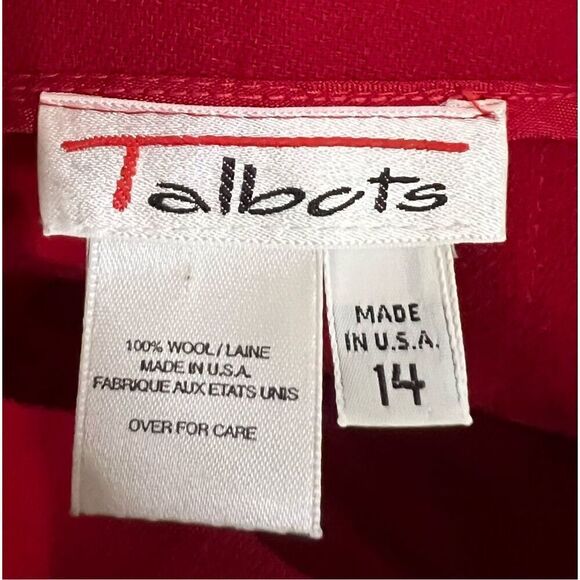 Talbots
100% WOOL/LAINE
MADE IN U.S.A.
FABRIQUE AUX ETATS UNIS
OVER FOR CARE
MADE
IN U.S.A.
14